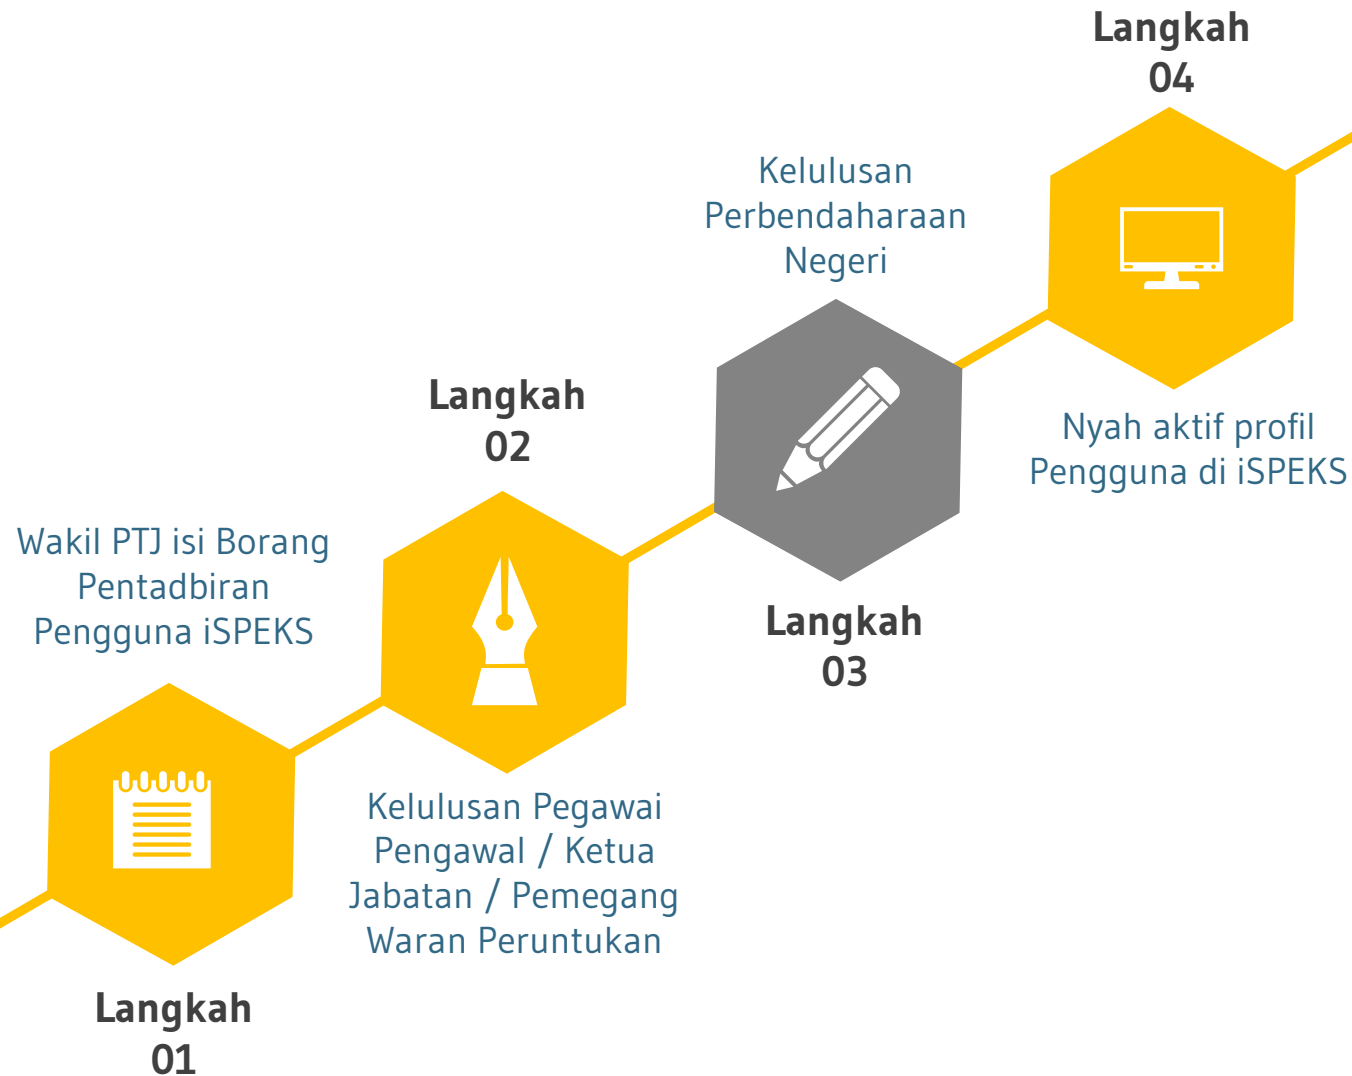 Wakil PTJ isi Borang
Pentadbiran
Pengguna iSPEKS
Langkah
01
Langkah
02
Kelulusan Pegawai
Pengawal / Ketua
Jabatan / Pemegang
Waran Peruntukan
Kelulusan
Perbendaharaan
Negeri
Langkah
03
Langkah
04
Nyah aktif profil
Pengguna di iSPEKS